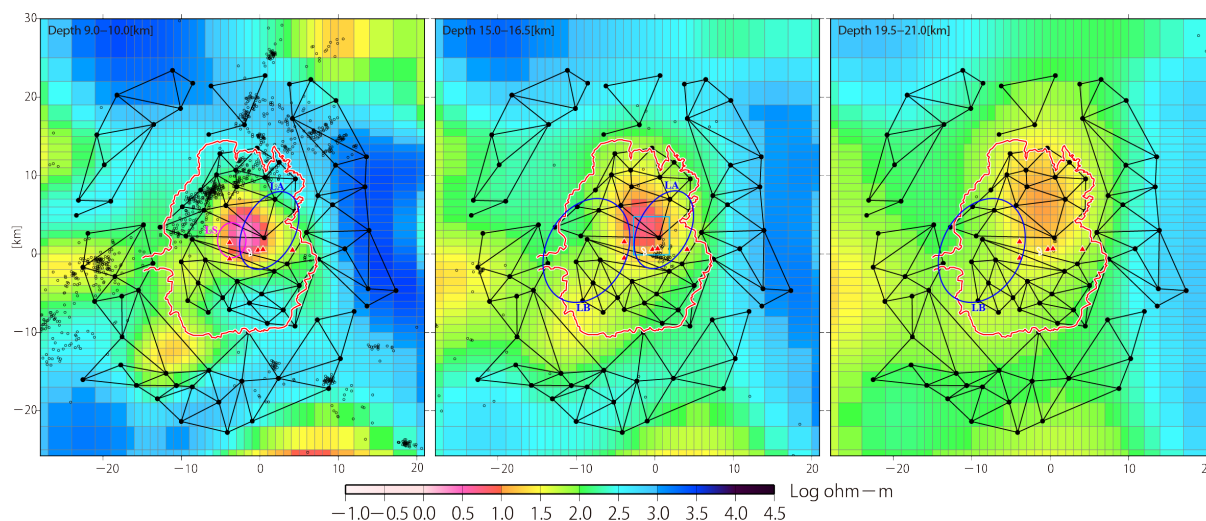 Depth 9.0−10.0[km]
Depth 15.0−16.5[km]
Depth 19.5−21.0[km]
30
20
10
0
−10
−20
[km]
LA
LS
LA
LB
LB
−20 −10 0 10 20
−20 −10 0 10 20
−20 −10 0 10 20
−1.0 −0.5 0.0 0.5 1.0 1.5 2.0 2.5 3.0 3.5 4.0 4.5
Log ohm−m